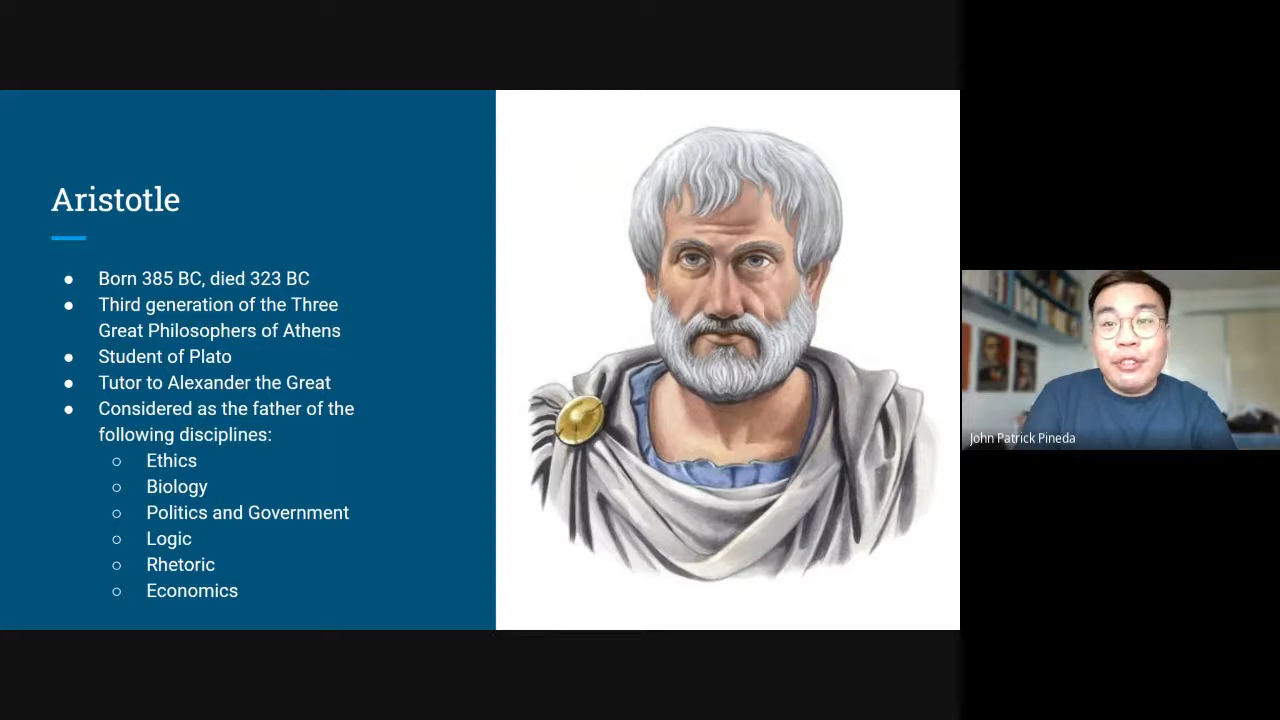 Aristotle
● Born 385 BC, died 323 BC
● Third generation of the Three
Great Philosophers of Athens
● Student of Plato
● Tutor to Alexander the Great
● Considered as the father of the
following disciplines:
○ Ethics
○ Biology
○ Politics and Government
○ Logic
○ Rhetoric
○ Economics
John Patrick Pineda